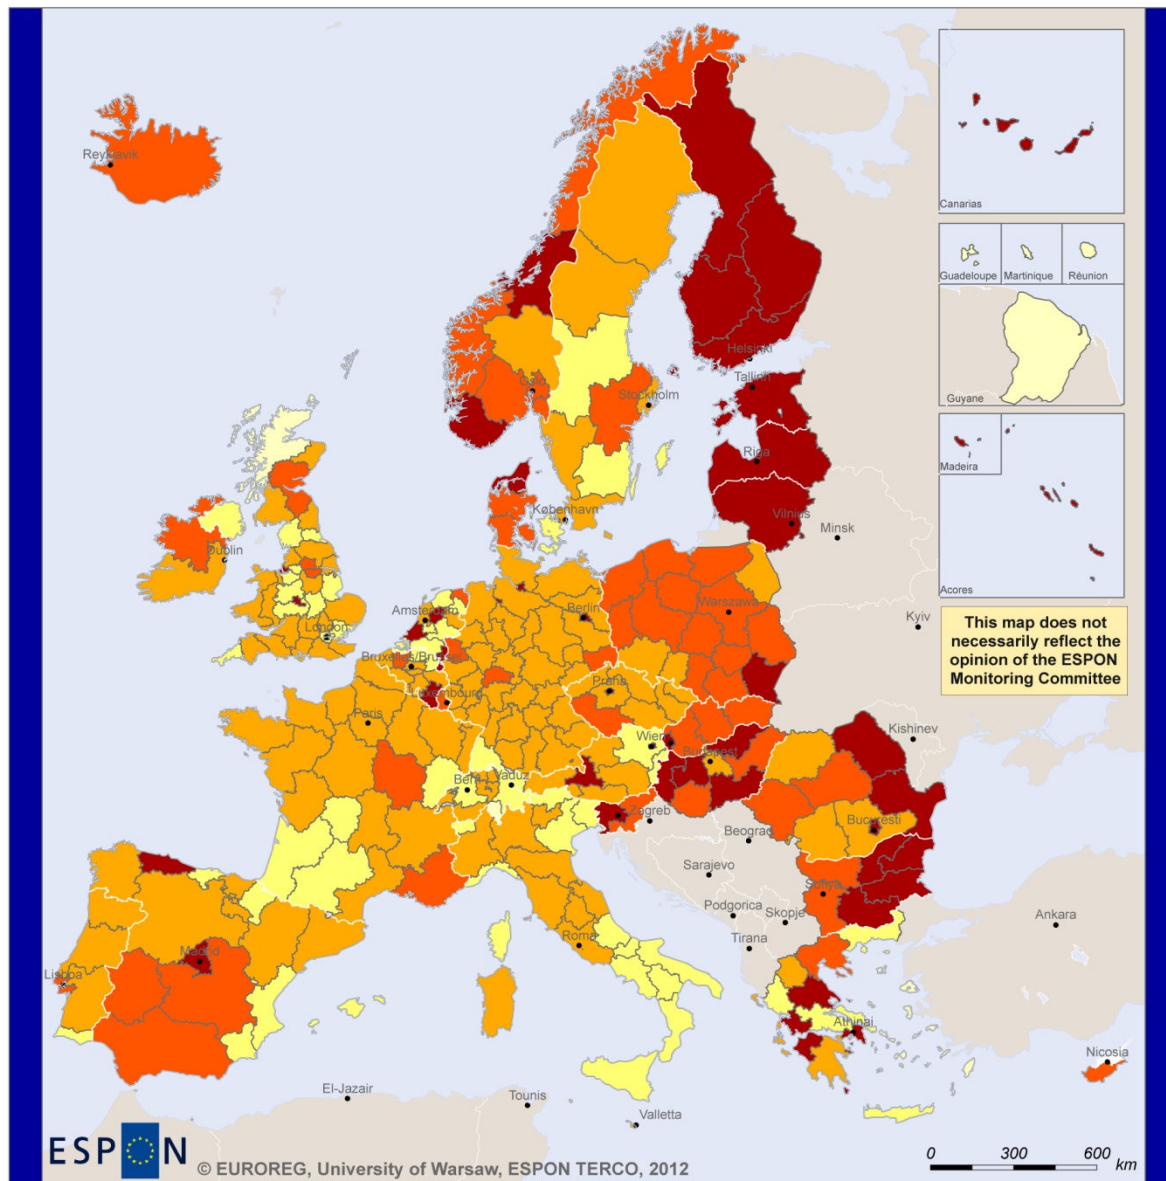 Reykjavik
Canarias
Guadeloupe
Martinique
Réunion
Guyane
Helsinki
Tallinn
Oslo
Stockholm
Madeira
Riga
Acores
København
Vilnius
Minsk
Dublin
Amsterdam
Berlin
Warszawa
London
Kyiv
This map does not
necessarily reflect the
opinion of the ESPON
Monitoring Committee
Bruxelles/Brussel
Praha
Luxembourg
Paris
Kishinev
Wien
Budapest
Bern
Vaduz
Zagreb
Bucuresti
Beograd
Sarajevo
Sofiya
Podgorica
Skopje
Ankara
Roma
Tirana
Madrid
Lisboa
Athinai
Nicosia
El-Jazair
Tounis
Valletta
ESPON
© EUROREG, University of Warsaw, ESPON TERCO, 2012
0 300 600
km